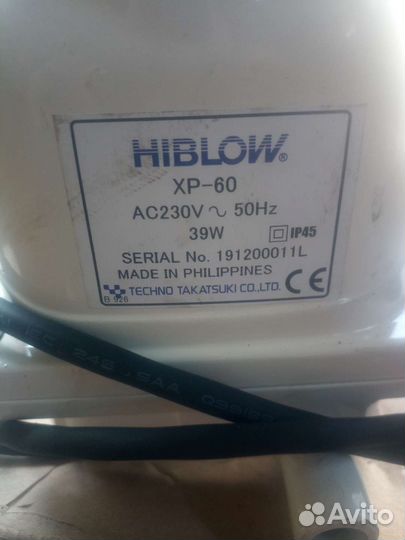 HIBLOW®
XP-60
AC230V ∿ 50Hz
39W IP45
SERIAL No. 191200011L
MADE IN PHILIPPINES
TECHNO TAKATSUKI CO.,LTD. CE
B 928
Avito